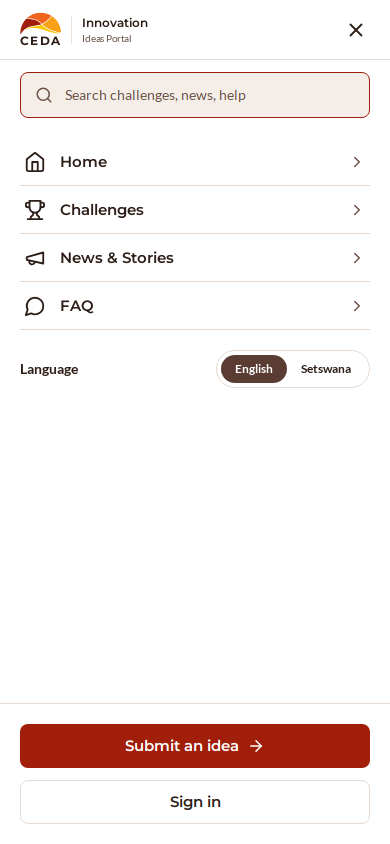 CEDA
Innovation
Ideas Portal
Search challenges, news, help
Home
Challenges
News & Stories
FAQ
Language
English
Setswana
Submit an idea
Sign in